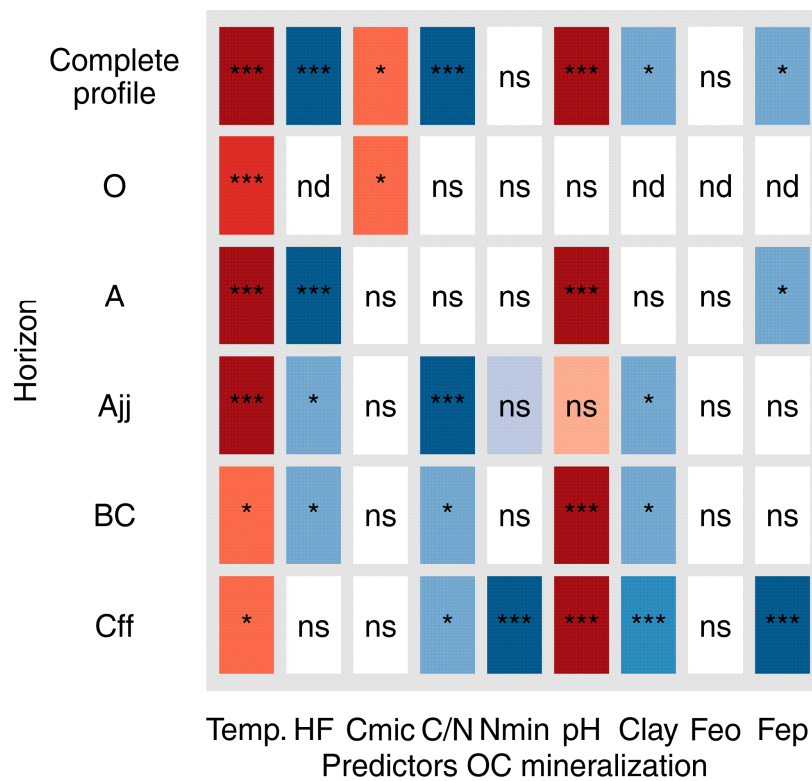 Complete
profile
*** *** * *** ns *** * ns *
O *** nd * ns ns ns nd nd nd
A *** *** ns ns ns *** ns ns *
Ajj *** * ns *** ns ns * ns ns
BC * * ns * ns *** * ns ns
Cff * ns ns * *** *** *** ns ***
Horizon
Temp. HF Cmic C/N Nmin pH Clay Feo Fep
Predictors OC mineralization